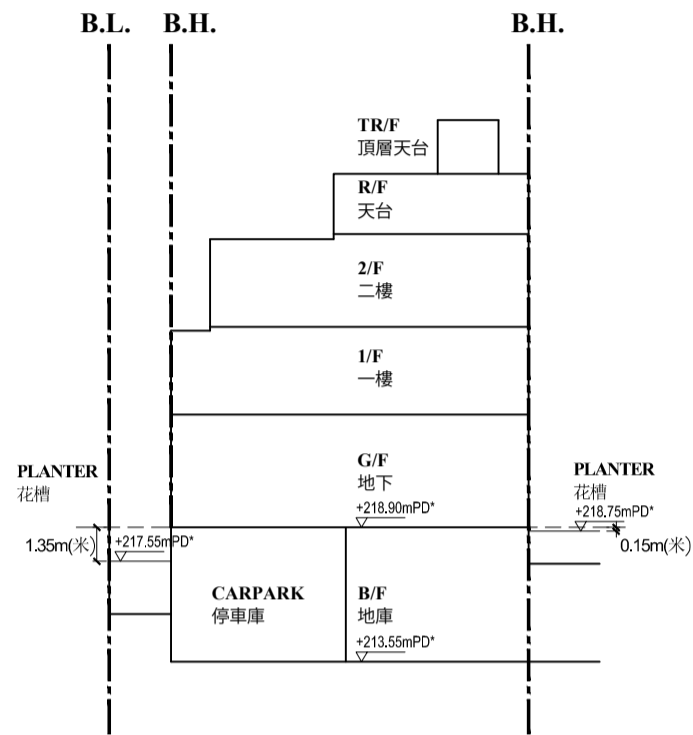 B.L. B.H. B.H.
TR/F
頂層天台
R/F
天台
2/F
二樓
1/F
一樓
G/F
地下
+218.90mPD*
PLANTER
花槽
1.35m(米)
+217.55mPD*
PLANTER
花槽
+218.75mPD*
0.15m(米)
CARPARK
停車庫
B/F
地庫
+213.55mPD*